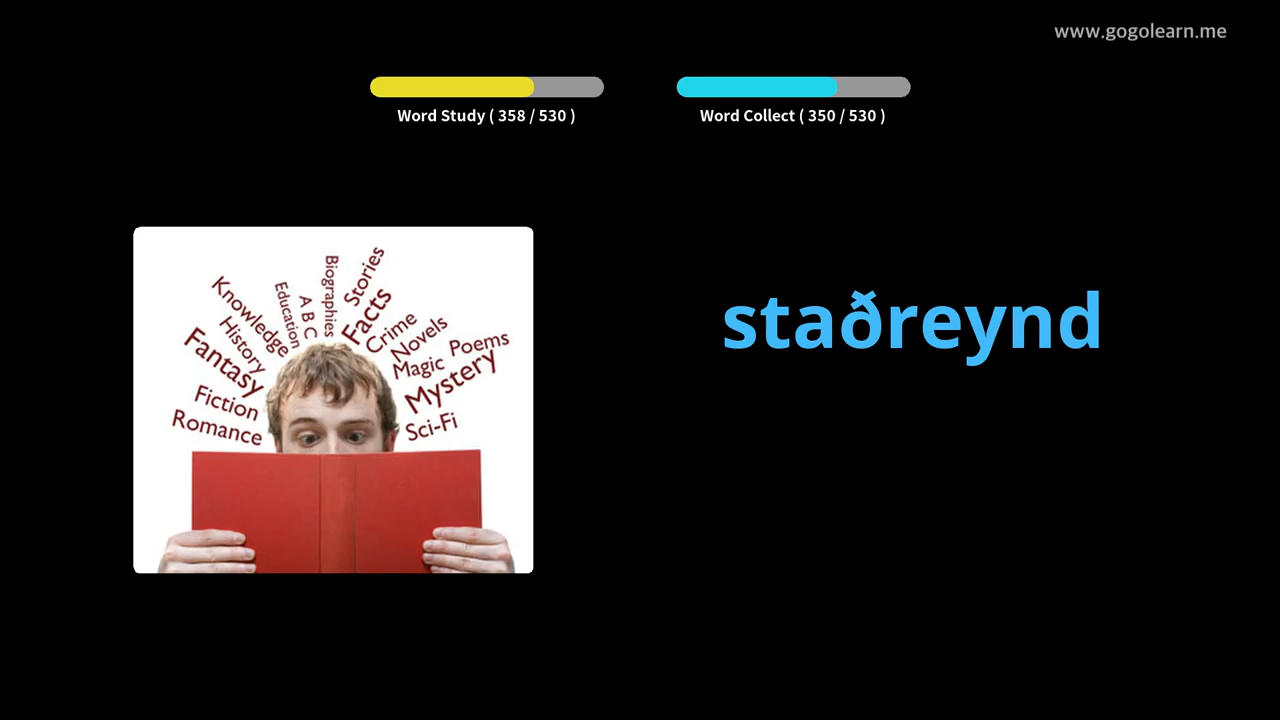 www.gogolearn.me
Word Study ( 358 / 530 )
Word Collect ( 350 / 530 )
staðreynd
Romance
Fiction
Fantasy
History
Knowledge
Education
A B C
Biographies
Stories
Facts
Crime
Novels
Magic
Poems
Mystery
Sci-Fi